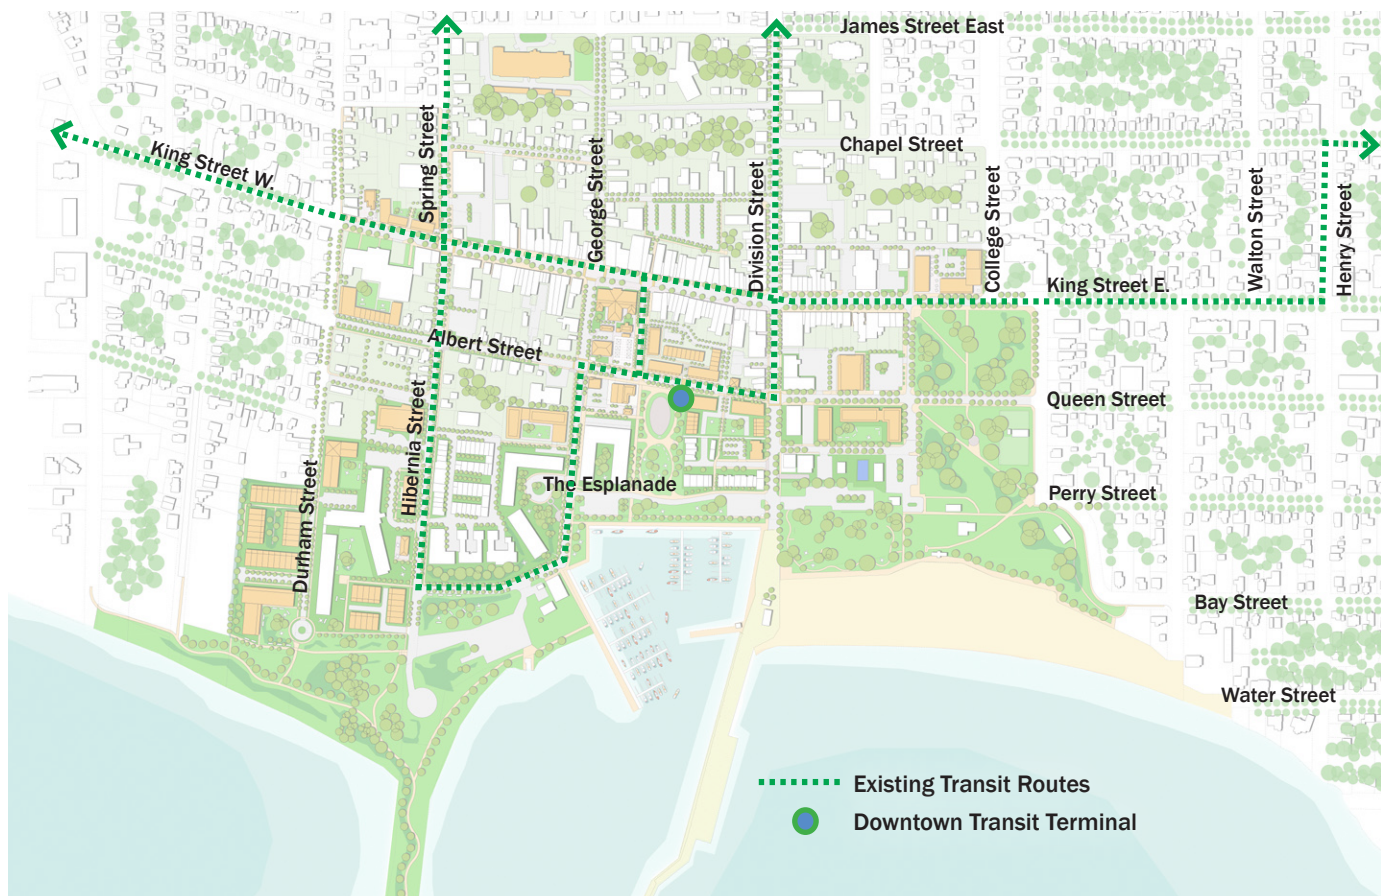 James Street East
Chapel Street
King Street W.
Spring Street
George Street
Division Street
College Street
Walton Street
Henry Street
King Street E.
Albert Street
Hibernia Street
Queen Street
The Esplanade
Perry Street
Durham Street
Bay Street
Water Street
Existing Transit Routes
Downtown Transit Terminal